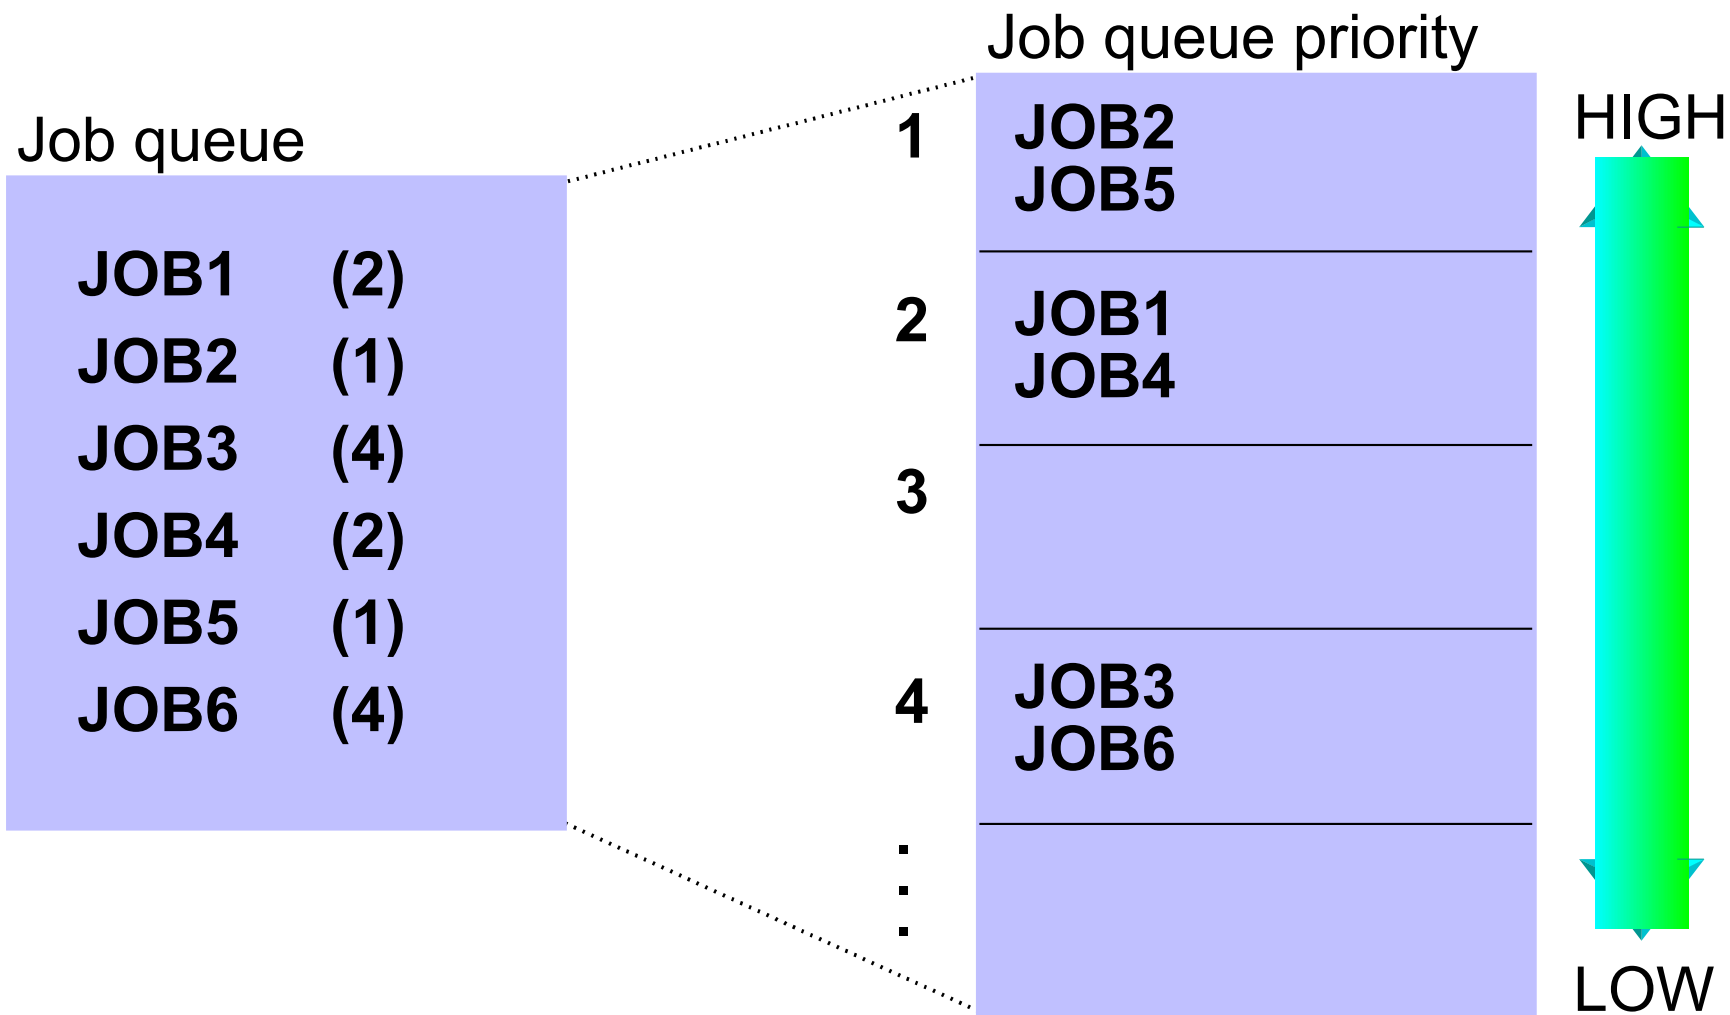 Job queue
JOB1 (2)
JOB2 (1)
JOB3 (4)
JOB4 (2)
JOB5 (1)
JOB6 (4)
Job queue priority
1 JOB2
JOB5
2 JOB1
JOB4
3
4 JOB3
JOB6
.
.
.
HIGH
LOW